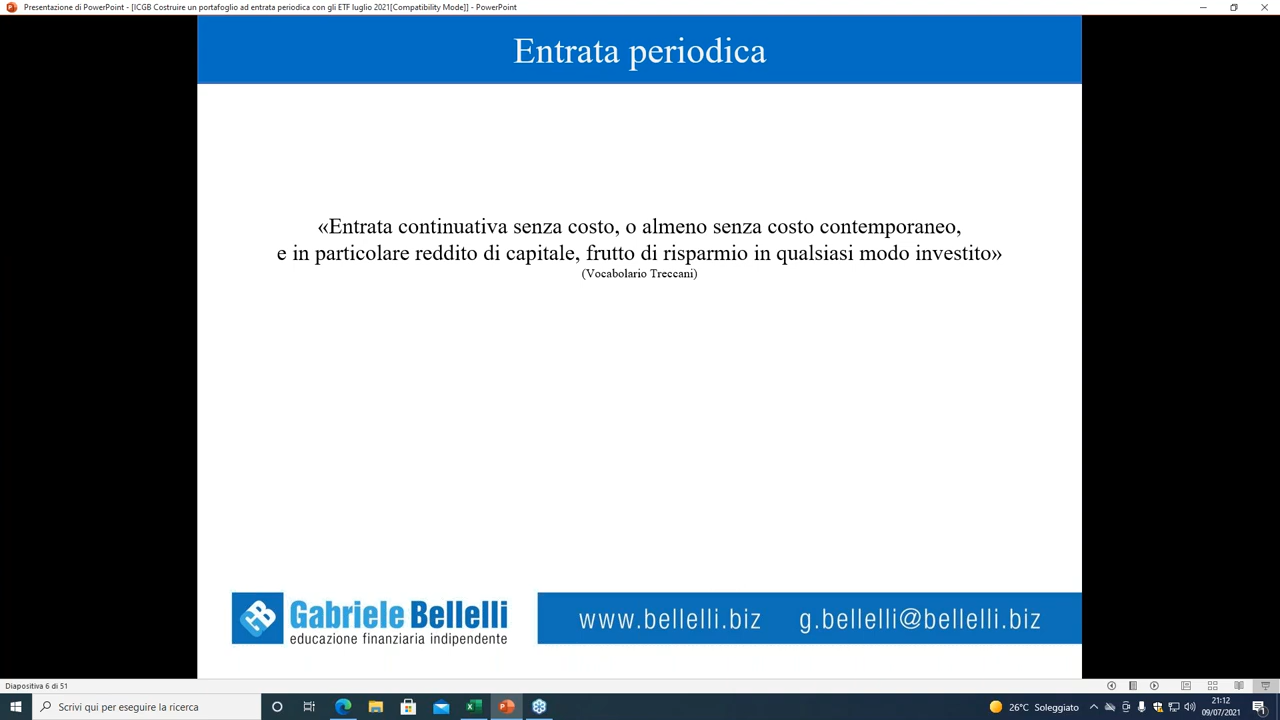 Presentazione di PowerPoint - [ICGB Costruire un portafoglio ad entrata periodica con gli ETF luglio 2021[Compatibility Mode]] - PowerPoint
Entrata periodica
«Entrata continuativa senza costo, o almeno senza costo contemporaneo,
e in particolare reddito di capitale, frutto di risparmio in qualsiasi modo investito»
(Vocabolario Treccani)
Gabriele Bellelli
educazione finanziaria indipendente
www.bellelli.biz g.bellelli@bellelli.biz
Diapositiva 6 di 51
Scrivi qui per eseguire la ricerca
26°C Soleggiato
21:12
09/07/2021